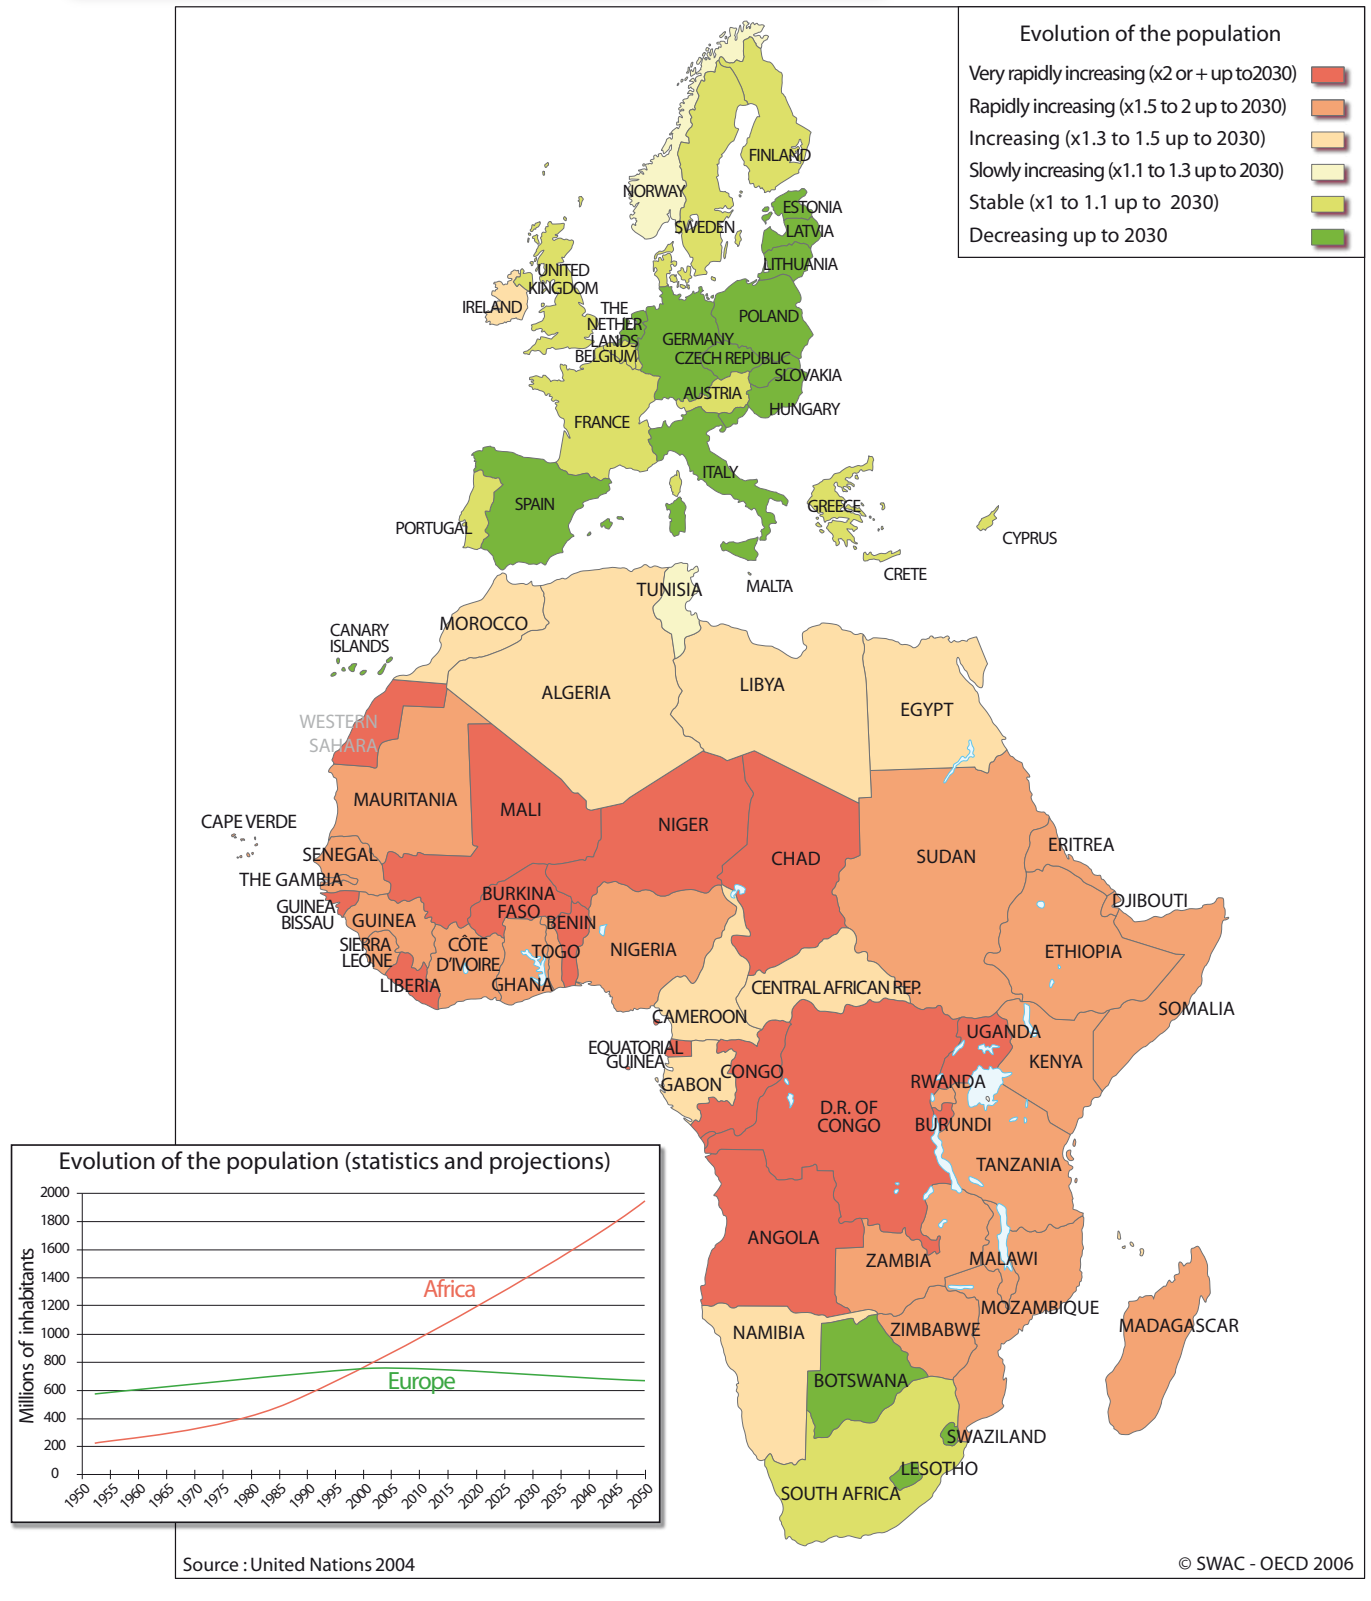 Evolution of the population
Very rapidly increasing (x2 or + up to2030)
Rapidly increasing (x1.5 to 2 up to 2030)
Increasing (x1.3 to 1.5 up to 2030)
Slowly increasing (x1.1 to 1.3 up to 2030)
Stable (x1 to 1.1 up to 2030)
Decreasing up to 2030
FINLAND
NORWAY
SWEDEN
ESTONIA
LATVIA
LITHUANIA
UNITED
KINGDOM
IRELAND
THE
NETHER
LANDS
BELGIUM
POLAND
GERMANY
CZECH REPUBLIC
SLOVAKIA
AUSTRIA
HUNGARY
FRANCE
ITALY
SPAIN
PORTUGAL
GREECE
CYPRUS
CRETE
MALTA
TUNISIA
MOROCCO
CANARY
ISLANDS
ALGERIA
LIBYA
EGYPT
WESTERN
SAHARA
MAURITANIA
MALI
NIGER
CHAD
SUDAN
ERITREA
CAPE VERDE
SENEGAL
THE GAMBIA
GUINEA
BISSAU
GUINEA
SIERRA
LEONE
LIBERIA
CÔTE
D'IVOIRE
BURKINA
FASO
BENIN
TOGO
GHANA
NIGERIA
DJIBOUTI
ETHIOPIA
SOMALIA
CENTRAL AFRICAN REP.
CAMEROON
EQUATORIAL
GUINEA
GABON
CONGO
UGANDA
KENYA
RWANDA
D.R. OF
CONGO
BURUNDI
TANZANIA
ANGOLA
ZAMBIA
MALAWI
MOZAMBIQUE
NAMIBIA
ZIMBABWE
MADAGASCAR
BOTSWANA
SWAZILAND
LESOTHO
SOUTH AFRICA
Evolution of the population (statistics and projections)
Millions of inhabitants
2000
1800
1600
1400
1200
1000
800
600
400
200
0
Africa
Europe
1950 1955 1960 1965 1970 1975 1980 1985 1990 1995 2000 2005 2010 2015 2020 2025 2030 2035 2040 2045 2050
Source : United Nations 2004
© SWAC - OECD 2006